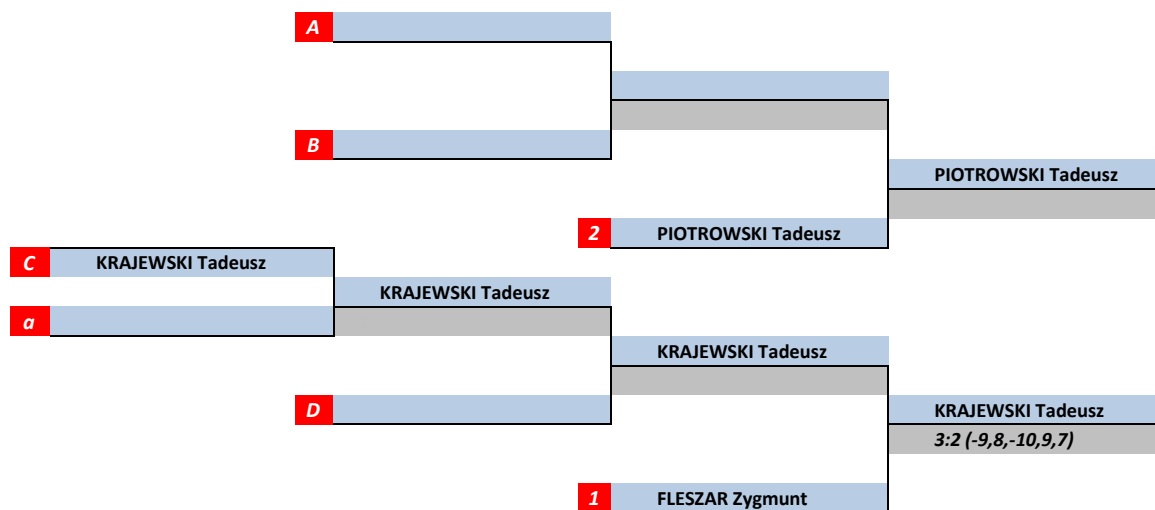 A
B
PIOTROWSKI Tadeusz
2 PIOTROWSKI Tadeusz
C KRAJEWSKI Tadeusz
KRAJEWSKI Tadeusz
a
KRAJEWSKI Tadeusz
D
KRAJEWSKI Tadeusz
3:2 (-9,8,-10,9,7)
1 FLESZAR Zygmunt